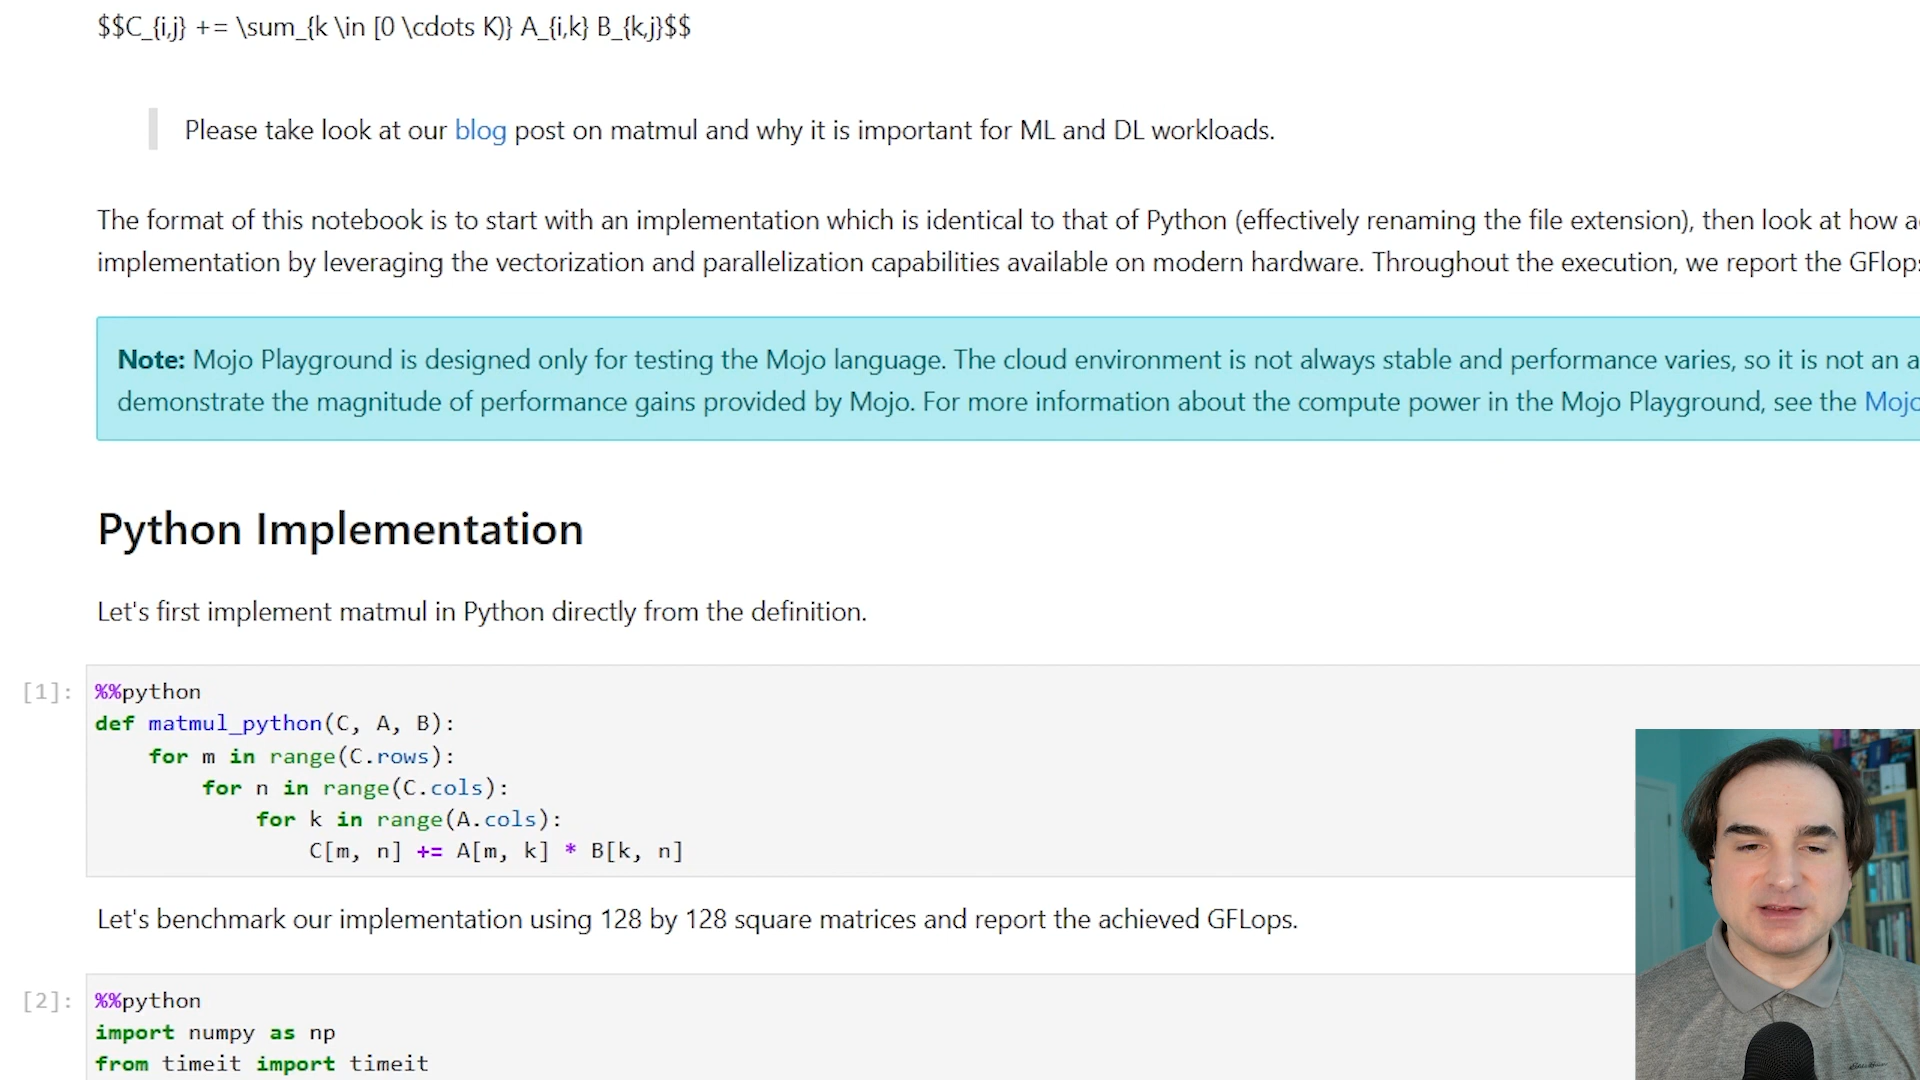 $$C_{i,j} += \sum_{k \in [0 \cdots K)} A_{i,k} B_{k,j}$$
Please take look at our blog post on matmul and why it is important for ML and DL workloads.
The format of this notebook is to start with an implementation which is identical to that of Python (effectively renaming the file extension), then look at how
implementation by leveraging the vectorization and parallelization capabilities available on modern hardware. Throughout the execution, we report the GFlops
Note: Mojo Playground is designed only for testing the Mojo language. The cloud environment is not always stable and performance varies, so it is not an
demonstrate the magnitude of performance gains provided by Mojo. For more information about the compute power in the Mojo Playground, see the Mojo
Python Implementation
Let's first implement matmul in Python directly from the definition.
[1]: %%python
def matmul_python(C, A, B):
    for m in range(C.rows):
        for n in range(C.cols):
            for k in range(A.cols):
                C[m, n] += A[m, k] * B[k, n]
Let's benchmark our implementation using 128 by 128 square matrices and report the achieved GFLops.
[2]: %%python
import numpy as np
from timeit import timeit